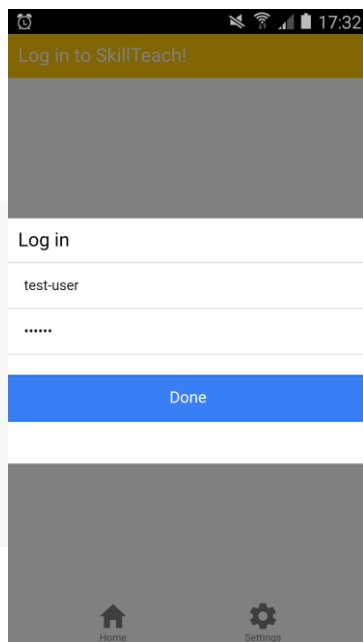 17:32
Log in to SkillTeach!
Log in
test-user
••••••
Done
Home Settings